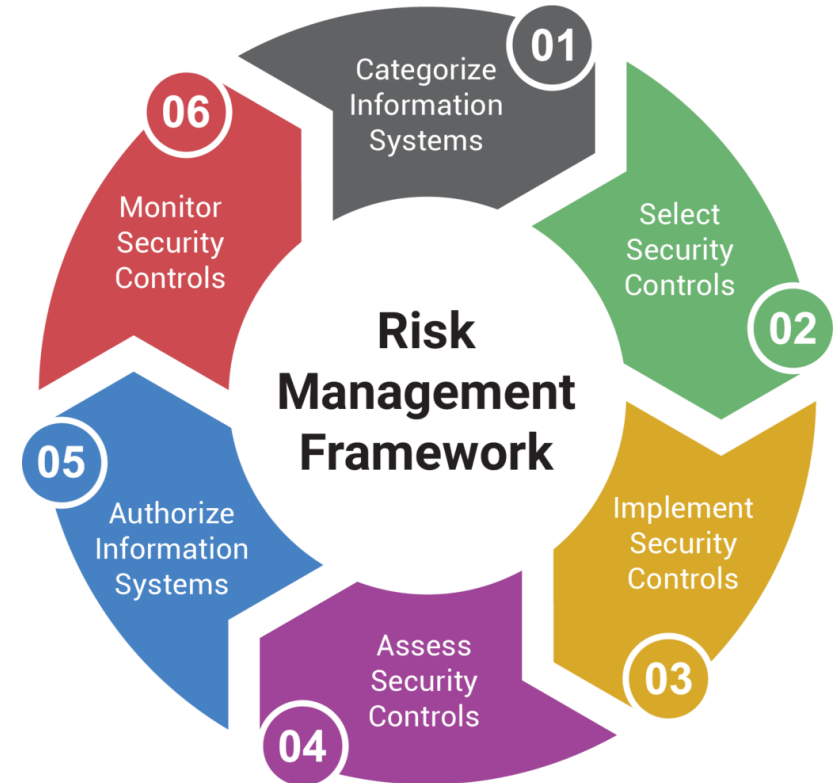 Risk
Management
Framework
01
Categorize
Information
Systems
02
Select
Security
Controls
03
Implement
Security
Controls
04
Assess
Security
Controls
05
Authorize
Information
Systems
06
Monitor
Security
Controls